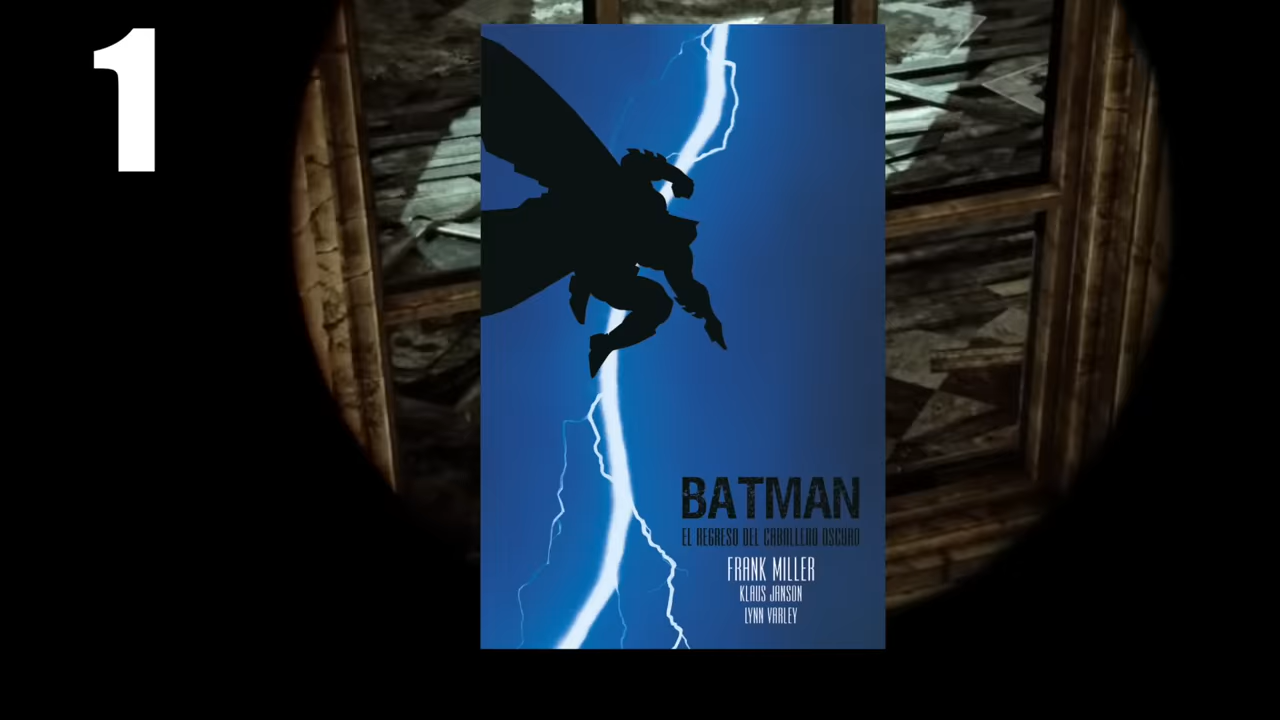 1
BATMAN
EL REGRESO DEL CABALLERO OSCURO
FRANK MILLER
KLAUS JANSON
LYNN VARLEY